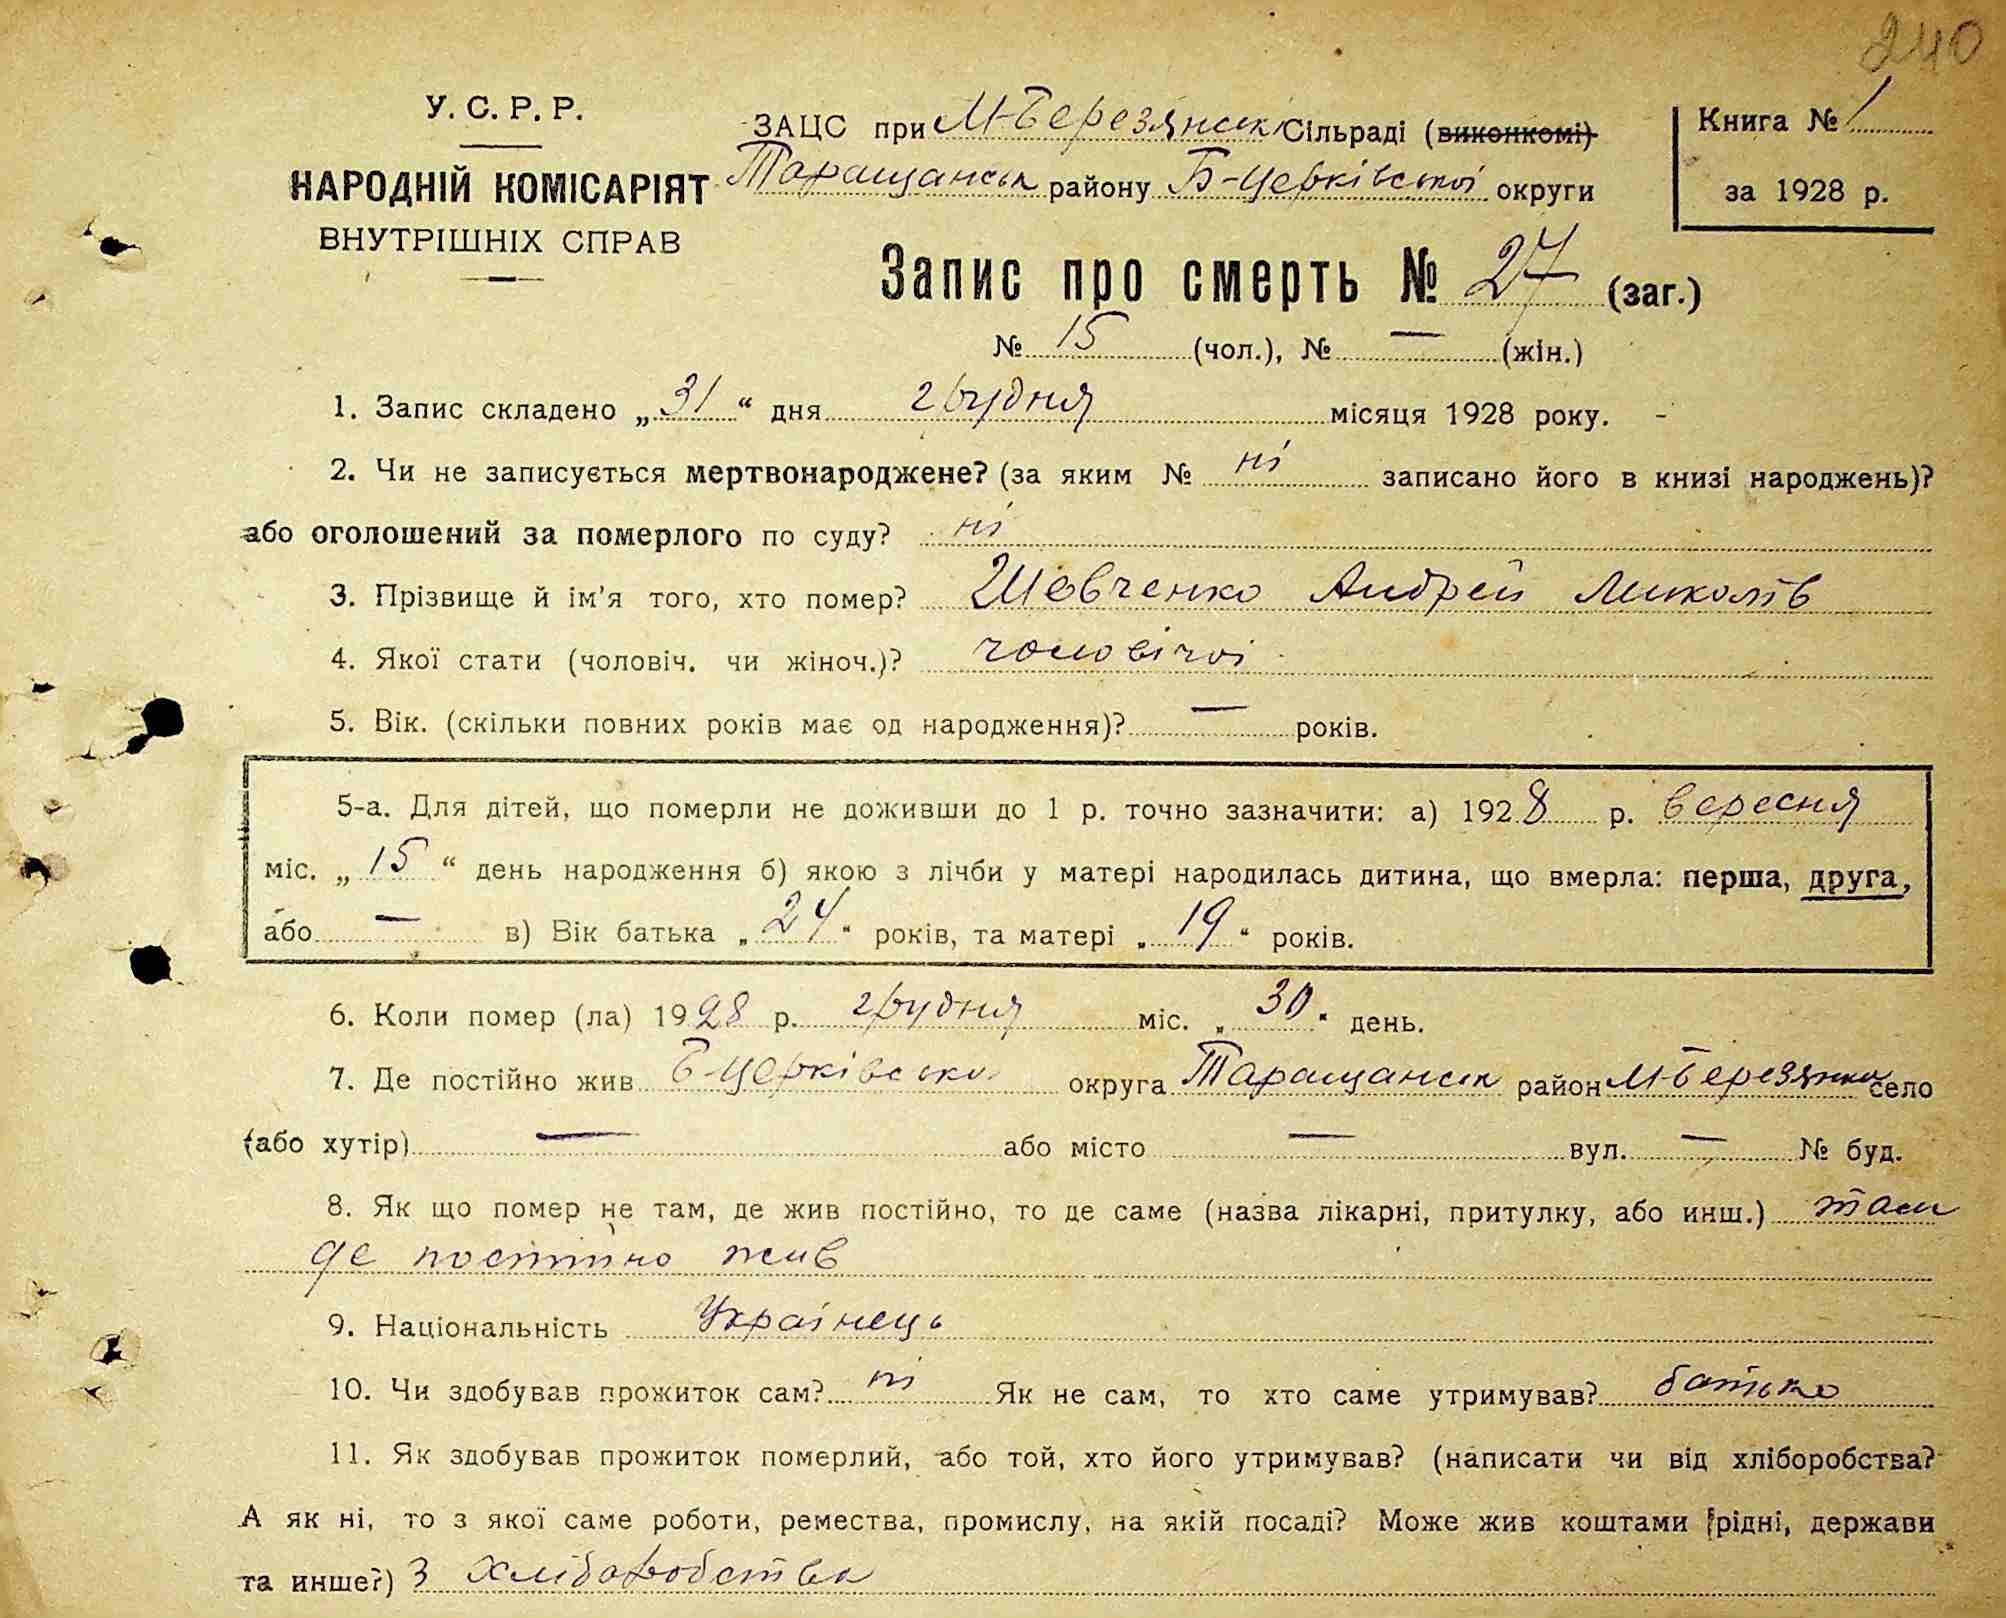 240
У. С. Р. Р.
НАРОДНІЙ КОМІСАРІЯТ
ВНУТРІШНІХ СПРАВ
ЗАЦС при М-Березянськ Сільраді (виконкомі)
Таращанськ району Б-Церківської округи
Книга № 1
за 1928 р.
Запис про смерть № 27 (заг.)
№ 15 (чол.), № — (жін.)
1. Запис складено „31“ дня грудня місяця 1928 року.
2. Чи не записується мертвонароджене? (за яким № ні записано його в книзі народжень)?
або оголошений за померлого по суду? ні
3. Прізвище й ім'я того, хто помер? Шевченко Андрей Миколів
4. Якої стати (чоловіч. чи жіноч.)? чоловічої
5. Вік. (скільки повних років має од народження)? — років.
5-а. Для дітей, що померли не доживши до 1 р. точно зазначити: а) 1928 р. вересня
міс. „15“ день народження б) якою з лічби у матері народилась дитина, що вмерла: перша, друга,
або — в) Вік батька „24“ років, та матері „19“ років.
6. Коли помер (ла) 1928 р. грудня міс. „30“ день.
7. Де постійно жив Б-Церківсько округа Таращанськ район М-Березянка село
(або хутір) — або місто — вул. — № буд.
8. Як що помер не там, де жив постійно, то де саме (назва лікарні, притулку, або инш.) там
де постійно жив
9. Національність Українець
10. Чи здобував прожиток сам? ні Як не сам, то хто саме утримував? батько
11. Як здобував прожиток померлий, або той, хто його утримував? (написати чи від хліборобства?
А як ні, то з якої саме роботи, ремества, промислу, на якій посаді? Може жив коштами рідні, держави
та инше?) З хліборобства